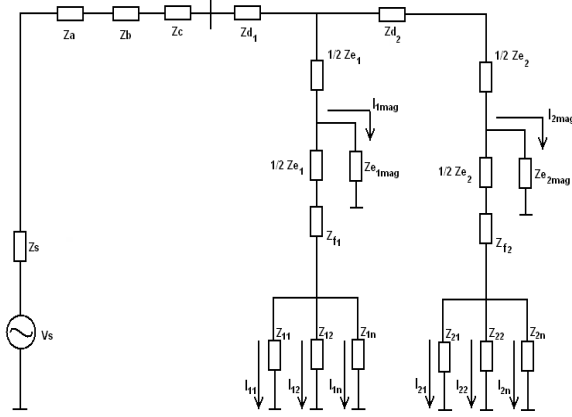 Za Zb Zc Zd1 Zd2
1/2 Ze1 1/2 Ze2
I1mag I2mag
1/2 Ze1 Ze1mag 1/2 Ze2 Ze2mag
Zs Zf1 Zf2
Vs Z11 Z12 Z1n Z21 Z22 Z2n
I11 I12 I1n I21 I22 I2n